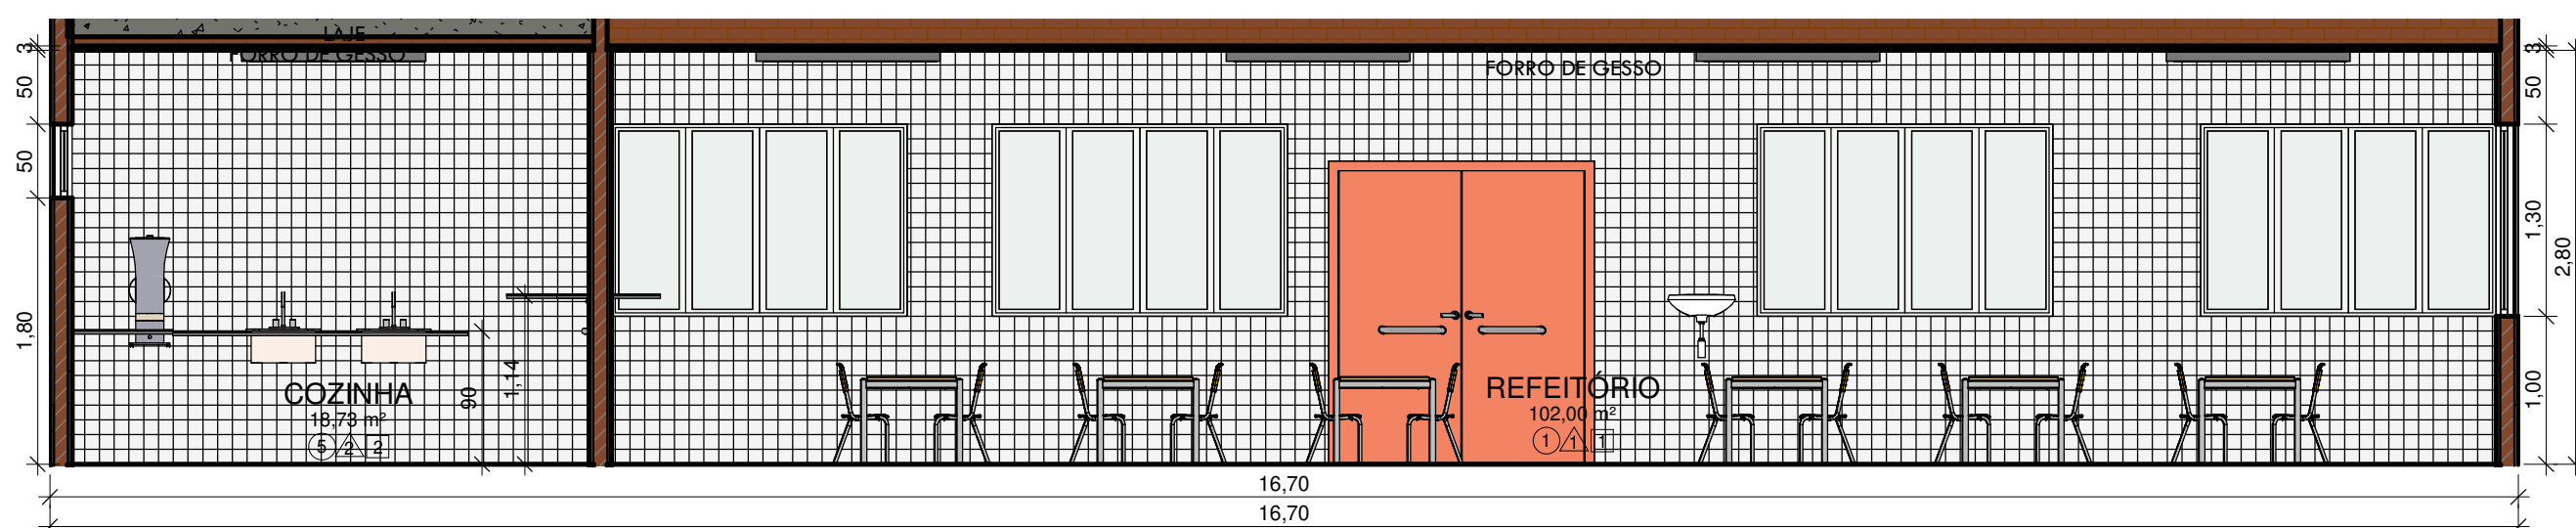 LAJE
FORRO DE GESSO
FORRO DE GESSO
3
50
50
1,80
3
50
1,30
1,00
2,80
90
1,14
COZINHA
18,73 m²
5 2 2
REFEITÓRIO
102,00 m²
1 1 1
16,70
16,70